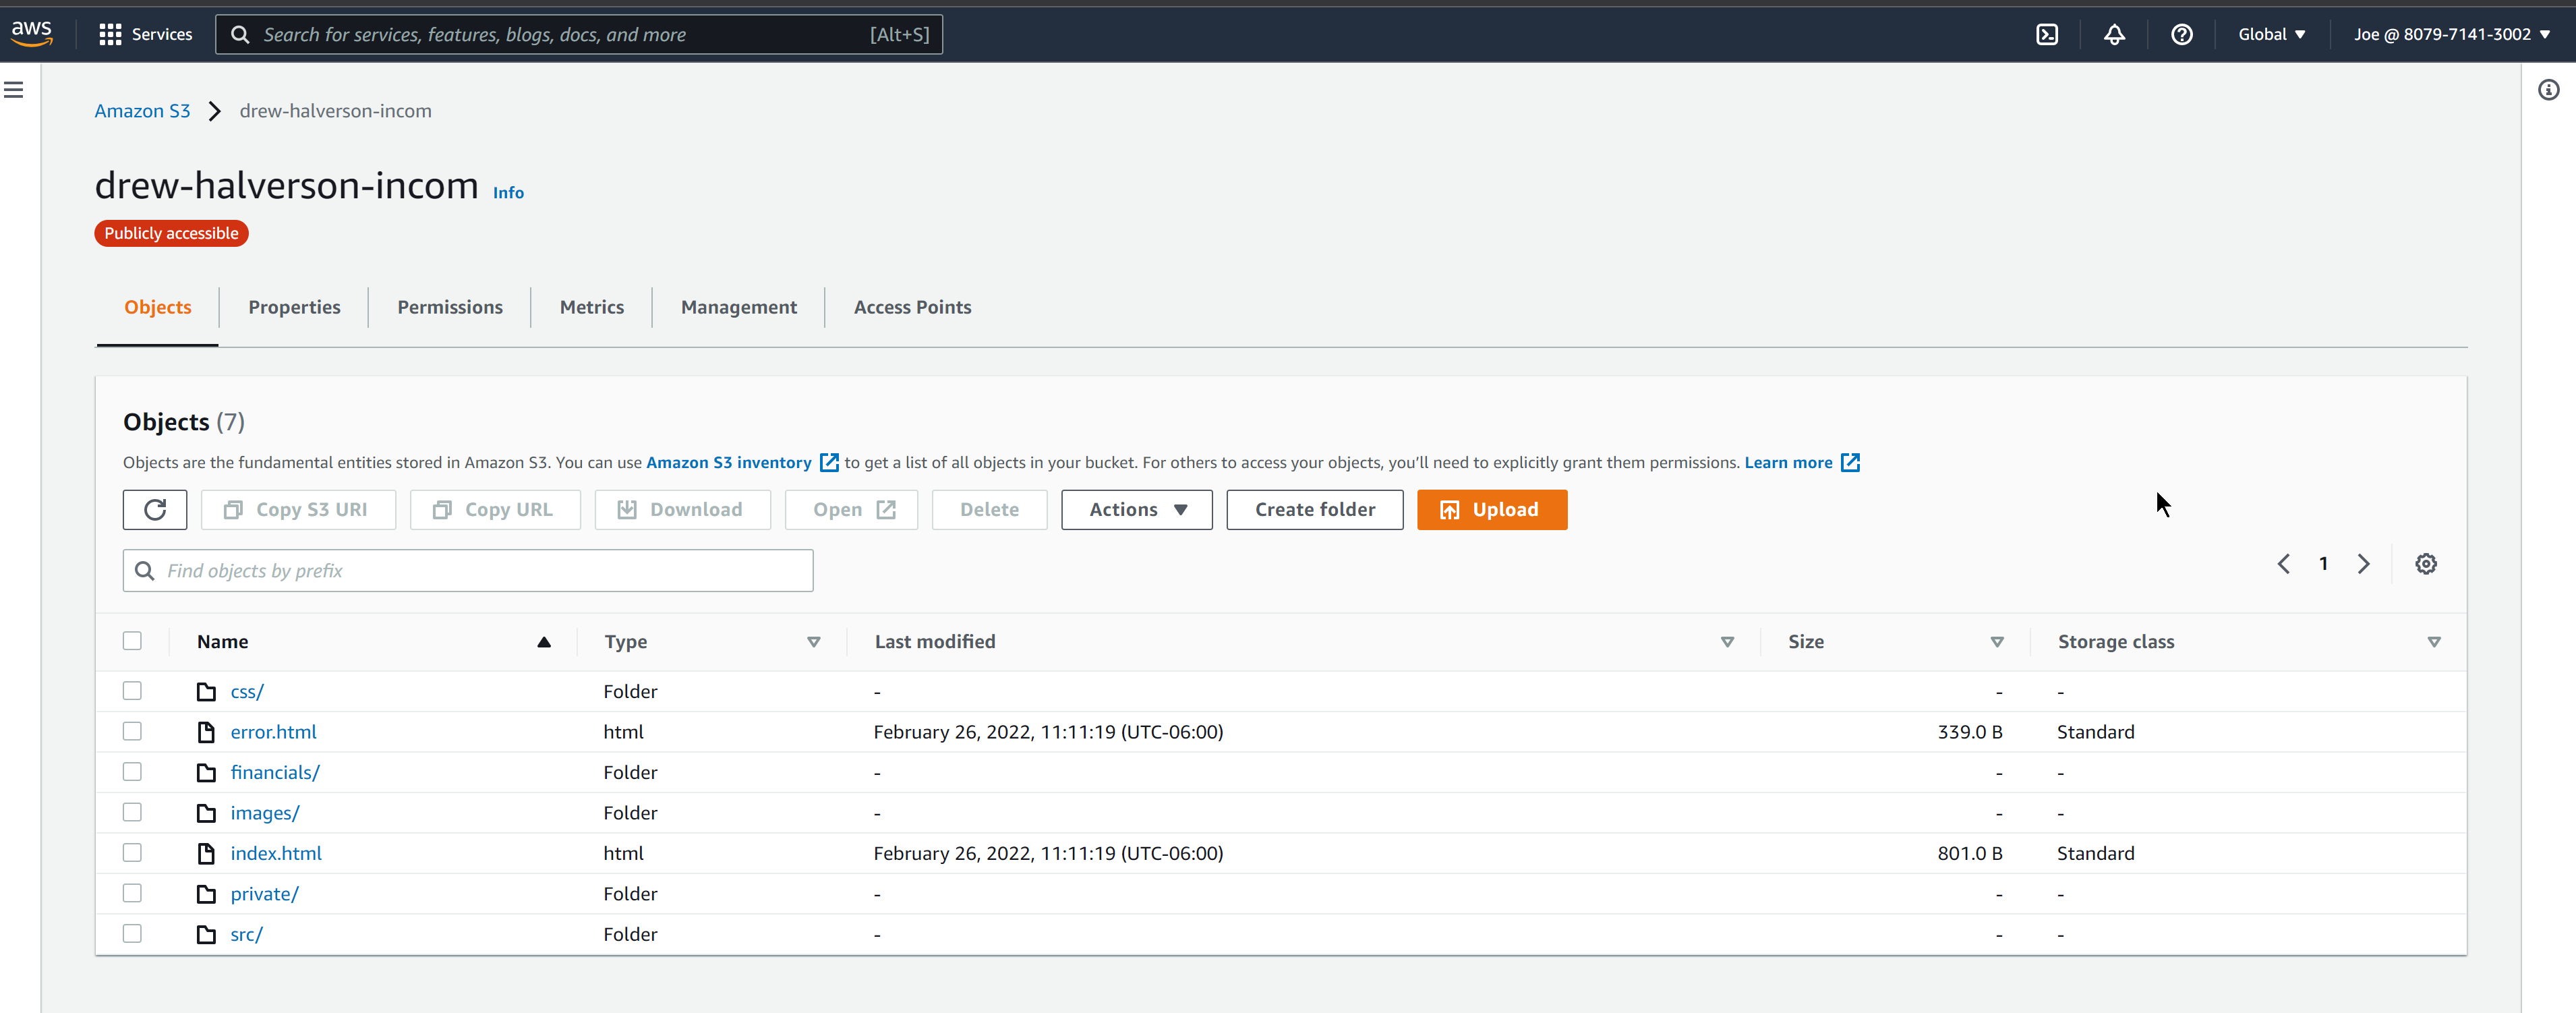 aws Services Search for services, features, blogs, docs, and more [Alt+S] Global Joe @ 8079-7141-3002
Amazon S3 drew-halverson-incom
drew-halverson-incom Info
Publicly accessible
Objects Properties Permissions Metrics Management Access Points
Objects (7)
Objects are the fundamental entities stored in Amazon S3. You can use Amazon S3 inventory to get a list of all objects in your bucket. For others to access your objects, you'll need to explicitly grant them permissions. Learn more
Copy S3 URI Copy URL Download Open Delete Actions Create folder Upload
Find objects by prefix 1
Name Type Last modified Size Storage class
css/ Folder - - -
error.html html February 26, 2022, 11:11:19 (UTC-06:00) 339.0 B Standard
financials/ Folder - - -
images/ Folder - - -
index.html html February 26, 2022, 11:11:19 (UTC-06:00) 801.0 B Standard
private/ Folder - - -
src/ Folder - - -